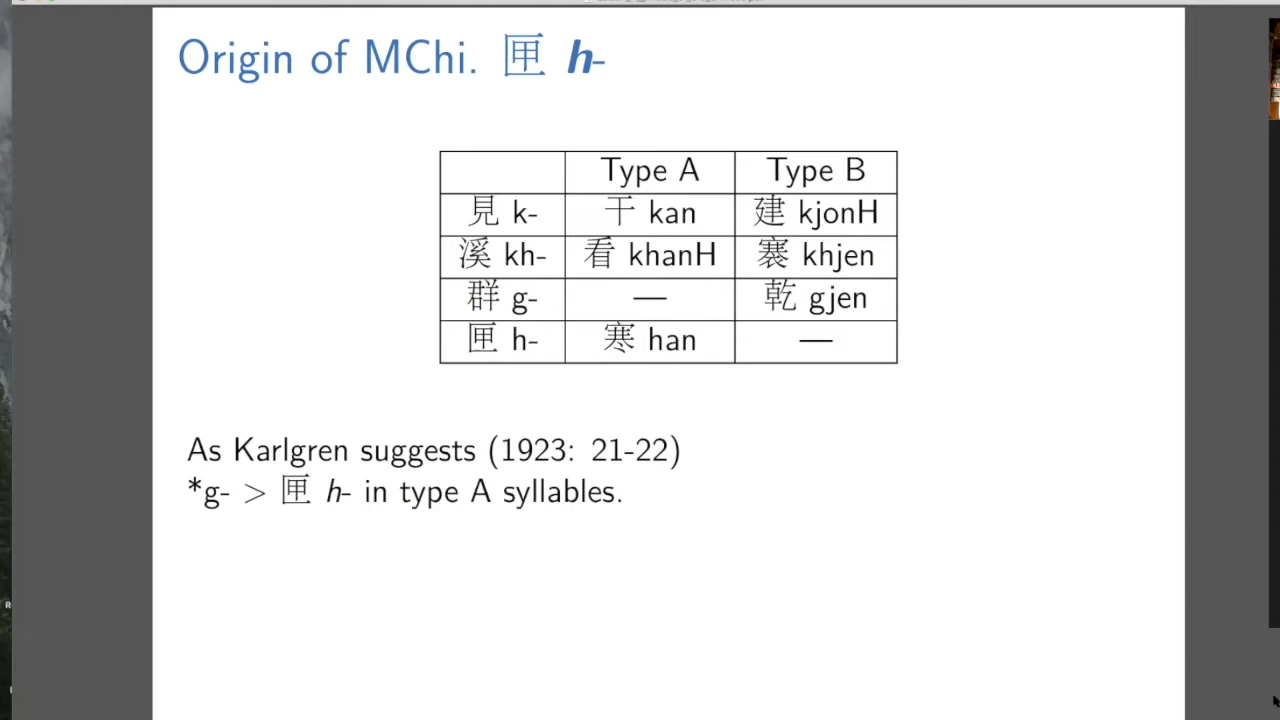 Origin of MChi. 匣 h-
Type A Type B
見 k- 干 kan 建 kjonH
溪 kh- 看 khanH 褰 khjen
群 g- — 乾 gjen
匣 h- 寒 han —
As Karlgren suggests (1923: 21-22)
*g- > 匣 h- in type A syllables.